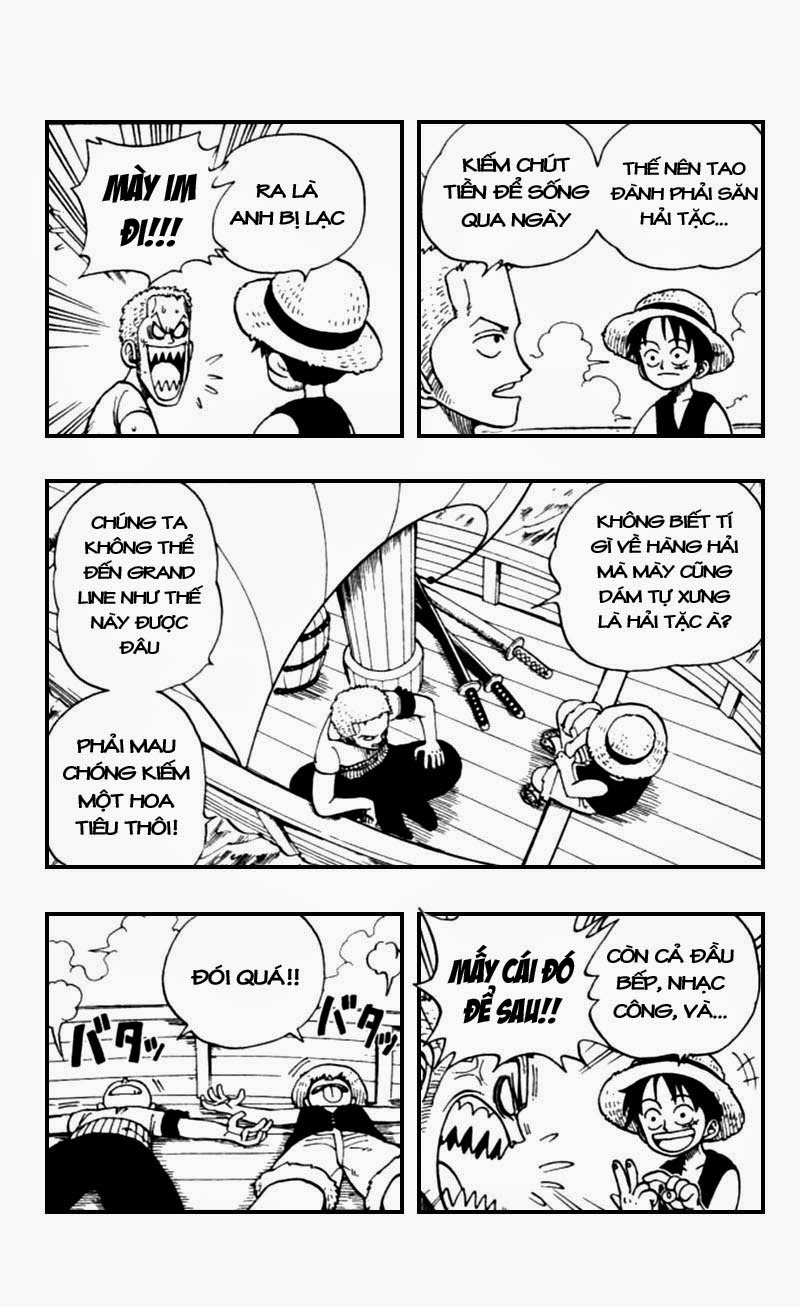 THẾ NÊN TAO
ĐÀNH PHẢI SĂN
HẢI TẶC...
KIẾM CHÚT
TIỀN ĐỂ SỐNG
QUA NGÀY
RA LÀ
ANH BỊ LẠC
MÀY IM
ĐI!!!
KHÔNG BIẾT TÍ
GÌ VỀ HÀNG HẢI
MÀ MÀY CŨNG
DÁM TỰ XƯNG
LÀ HẢI TẶC À?
CHÚNG TA
KHÔNG THỂ
ĐẾN GRAND
LINE NHƯ THẾ
NÀY ĐƯỢC
ĐÂU
PHẢI MAU
CHÓNG KIẾM
MỘT HOA
TIÊU THÔI!
CÒN CẢ ĐẦU
BẾP, NHẠC
CÔNG, VÀ...
MẤY CÁI ĐÓ
ĐỂ SAU!!
ĐÓI QUÁ!!
バタッ
バタッ